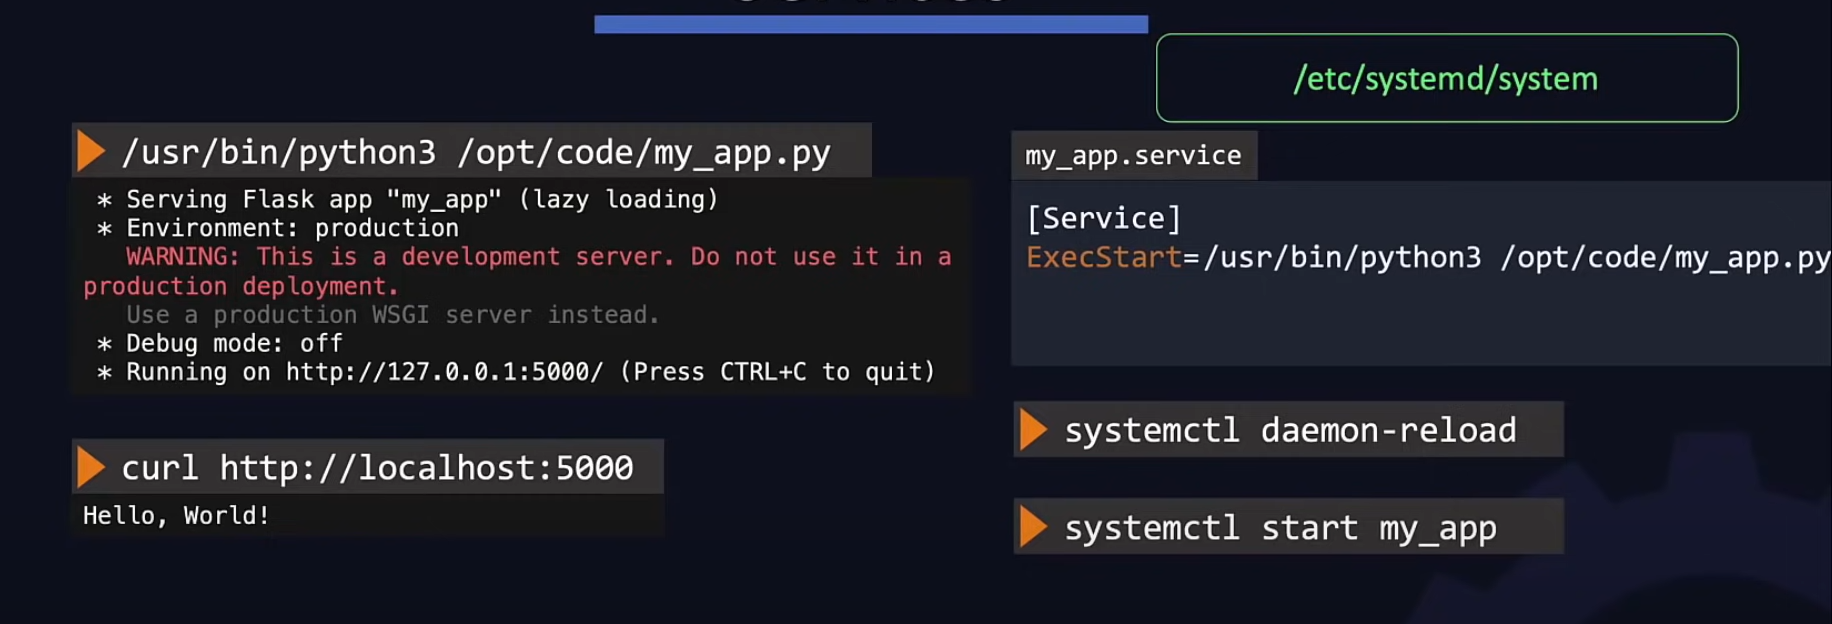 /etc/systemd/system
/usr/bin/python3 /opt/code/my_app.py
* Serving Flask app "my_app" (lazy loading)
* Environment: production
WARNING: This is a development server. Do not use it in a
production deployment.
Use a production WSGI server instead.
* Debug mode: off
* Running on http://127.0.0.1:5000/ (Press CTRL+C to quit)
curl http://localhost:5000
Hello, World!
my_app.service
[Service]
ExecStart=/usr/bin/python3 /opt/code/my_app.py
systemctl daemon-reload
systemctl start my_app